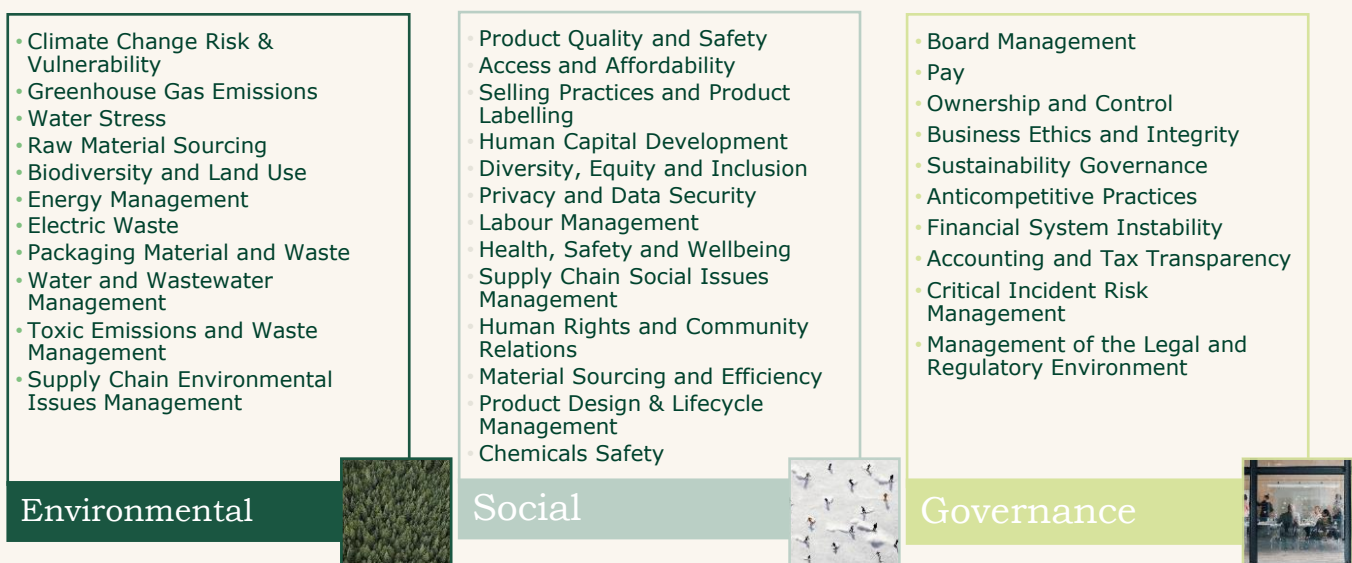 • Climate Change Risk &
Vulnerability
• Greenhouse Gas Emissions
• Water Stress
• Raw Material Sourcing
• Biodiversity and Land Use
• Energy Management
• Electric Waste
• Packaging Material and Waste
• Water and Wastewater
Management
• Toxic Emissions and Waste
Management
• Supply Chain Environmental
Issues Management
Environmental
• Product Quality and Safety
• Access and Affordability
• Selling Practices and Product
Labelling
• Human Capital Development
• Diversity, Equity and Inclusion
• Privacy and Data Security
• Labour Management
• Health, Safety and Wellbeing
• Supply Chain Social Issues
Management
• Human Rights and Community
Relations
• Material Sourcing and Efficiency
• Product Design & Lifecycle
Management
• Chemicals Safety
Social
• Board Management
• Pay
• Ownership and Control
• Business Ethics and Integrity
• Sustainability Governance
• Anticompetitive Practices
• Financial System Instability
• Accounting and Tax Transparency
• Critical Incident Risk
Management
• Management of the Legal and
Regulatory Environment
Governance